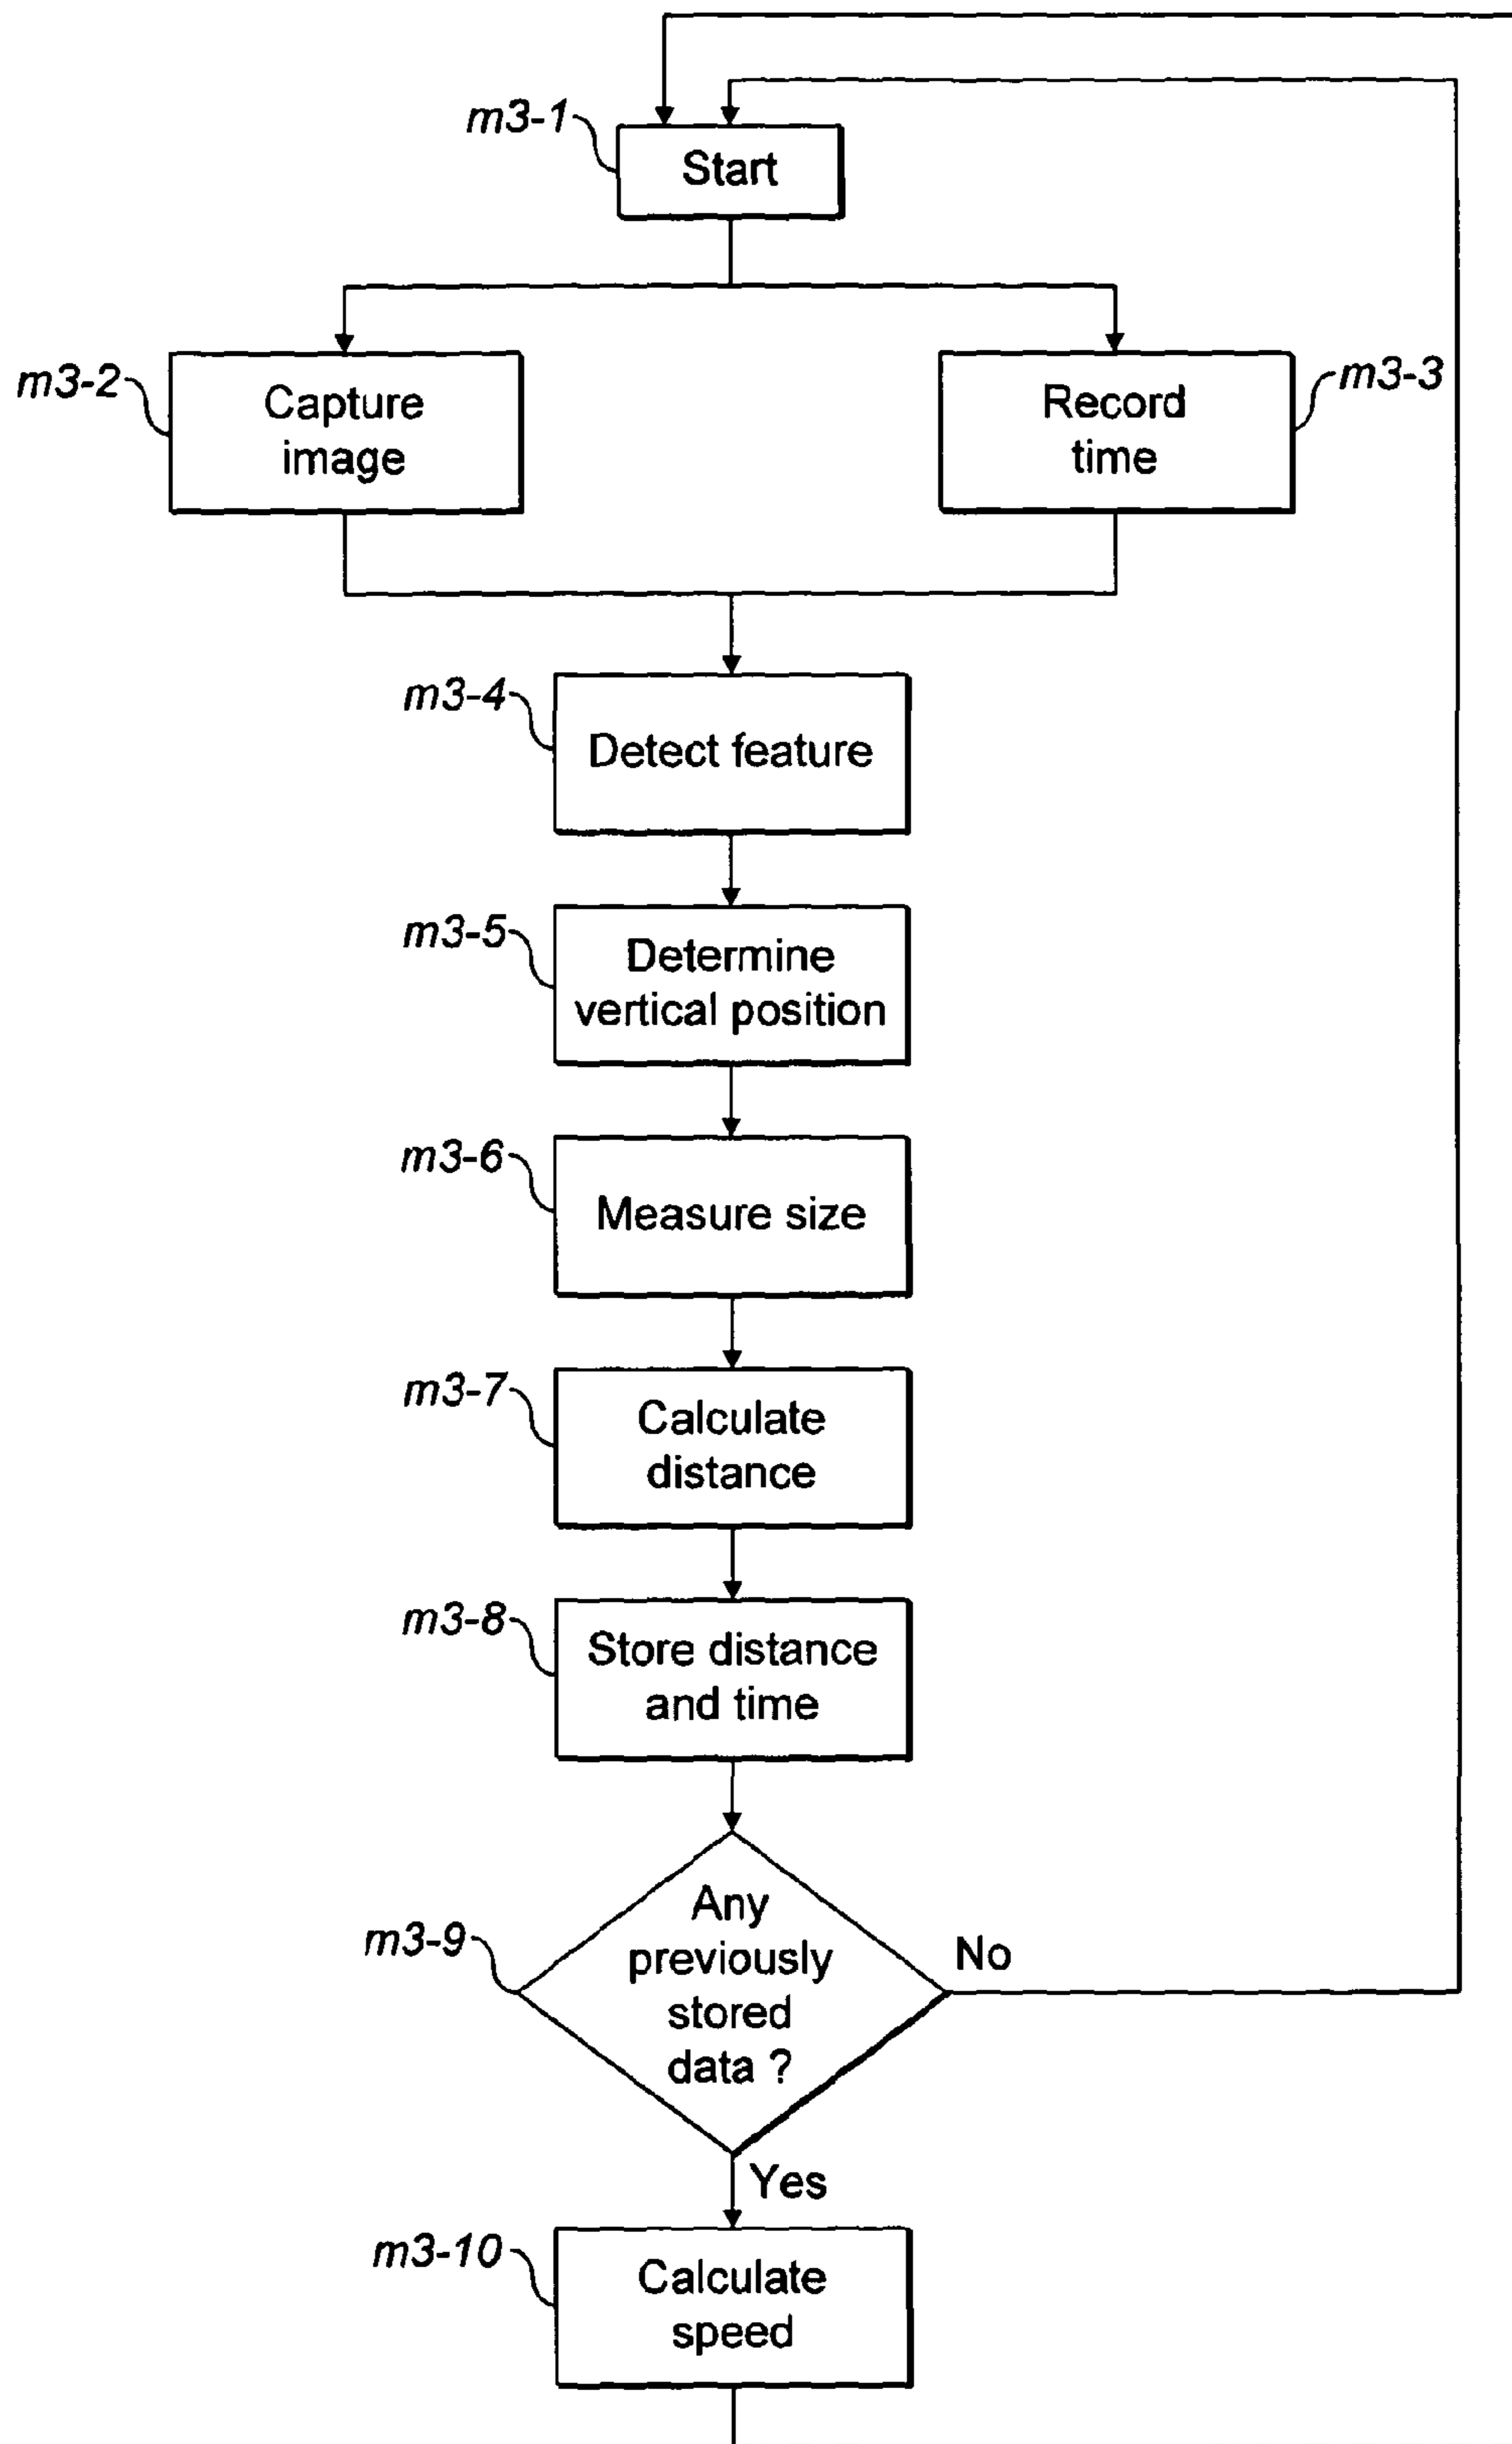 m3-1
Start
m3-2
Capture
image
Record
time
m3-3
m3-4
Detect feature
m3-5
Determine
vertical position
m3-6
Measure size
m3-7
Calculate
distance
m3-8
Store distance
and time
m3-9
Any
previously
stored
data ?
No
Yes
m3-10
Calculate
speed